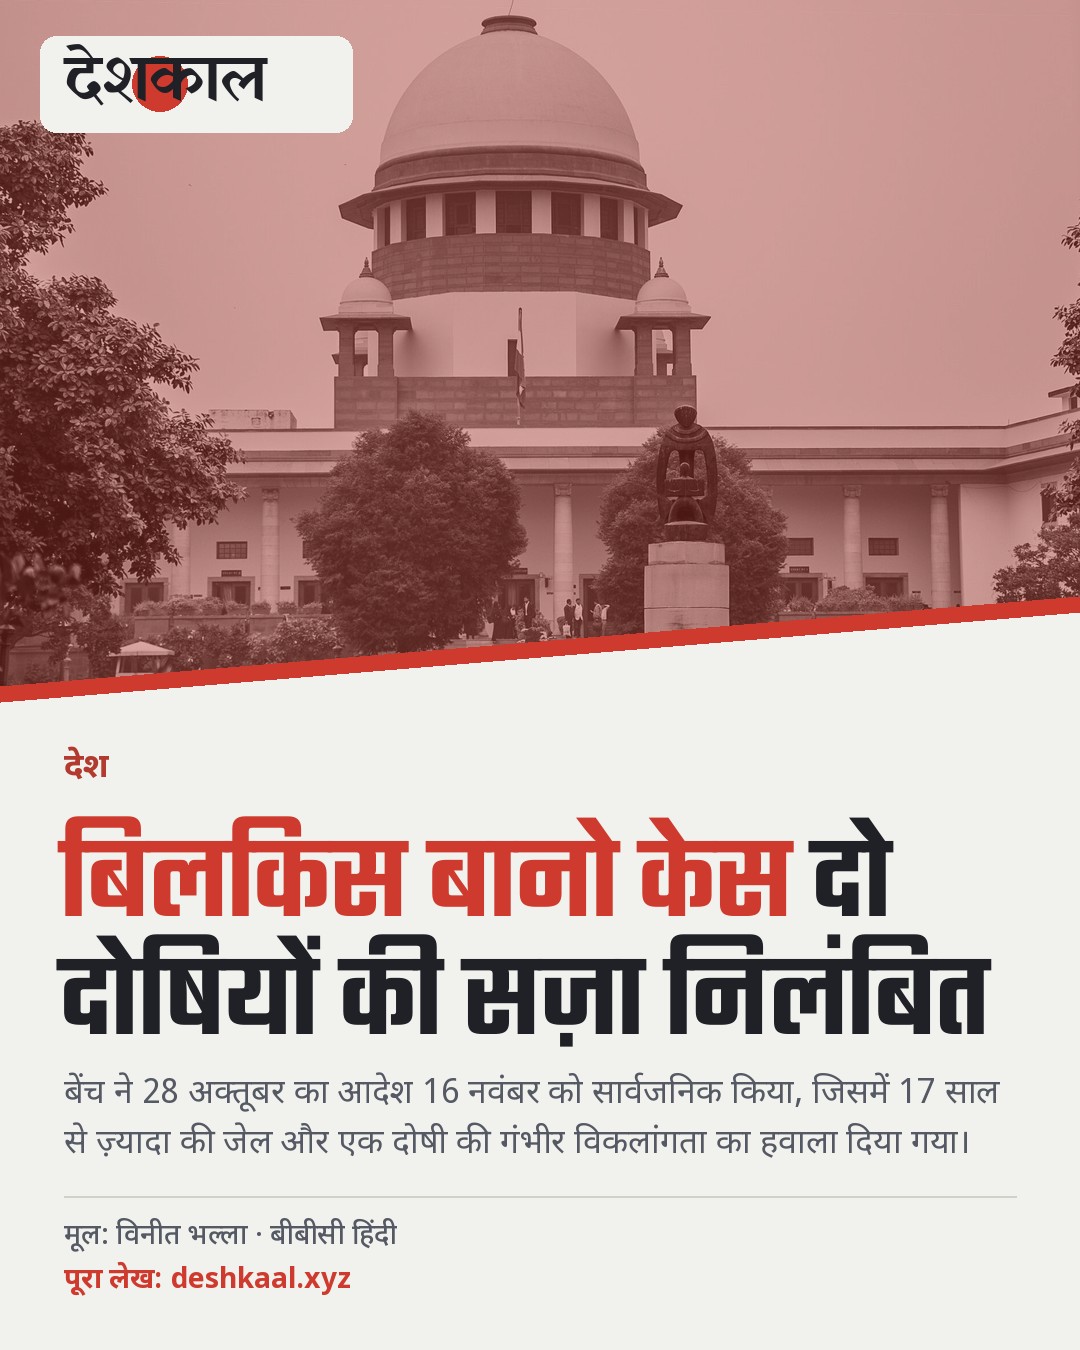 देशकाल
देश
बिलकिस बानो केस दो
दोषियों की सज़ा निलंबित
बेंच ने 28 अक्तूबर का आदेश 16 नवंबर को सार्वजनिक किया, जिसमें 17 साल
से ज़्यादा की जेल और एक दोषी की गंभीर विकलांगता का हवाला दिया गया।
मूल: विनीत भल्ला · बीबीसी हिंदी
पूरा लेख: deshkaal.xyz